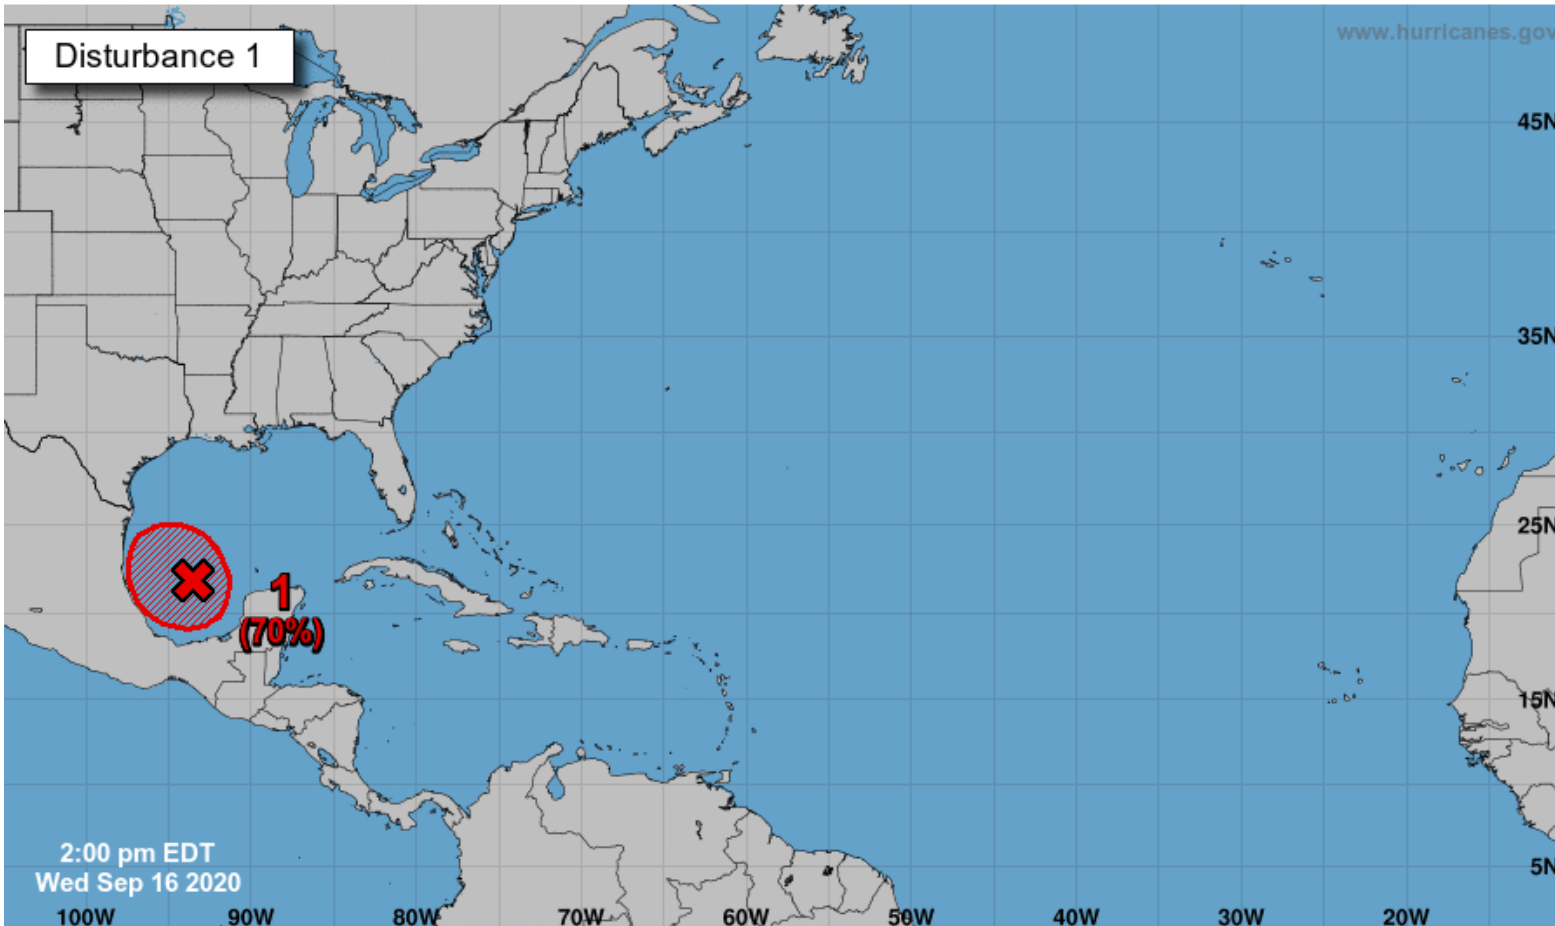 Disturbance 1
www.hurricanes.gov
45N
35N
25N
1
(70%)
15N
2:00 pm EDT
Wed Sep 16 2020
5N
100W 90W 80W 70W 60W 50W 40W 30W 20W